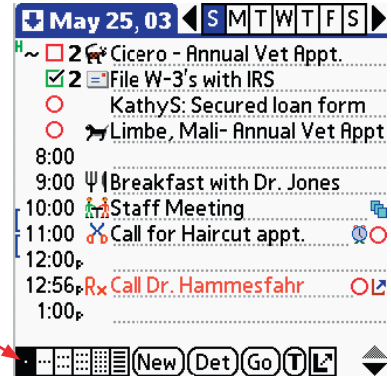 May 25, 03 S M T W T F S
H ~ 2 Cicero - Annual Vet Appt.
2 File W-3's with IRS
KathyS: Secured loan form
Limbe, Mali- Annual Vet Appt
8:00
9:00 Breakfast with Dr. Jones
10:00 Staff Meeting
11:00 Call for Haircut appt.
12:00p
12:56p Rx Call Dr. Hammesfahr
1:00p
New Det Go T